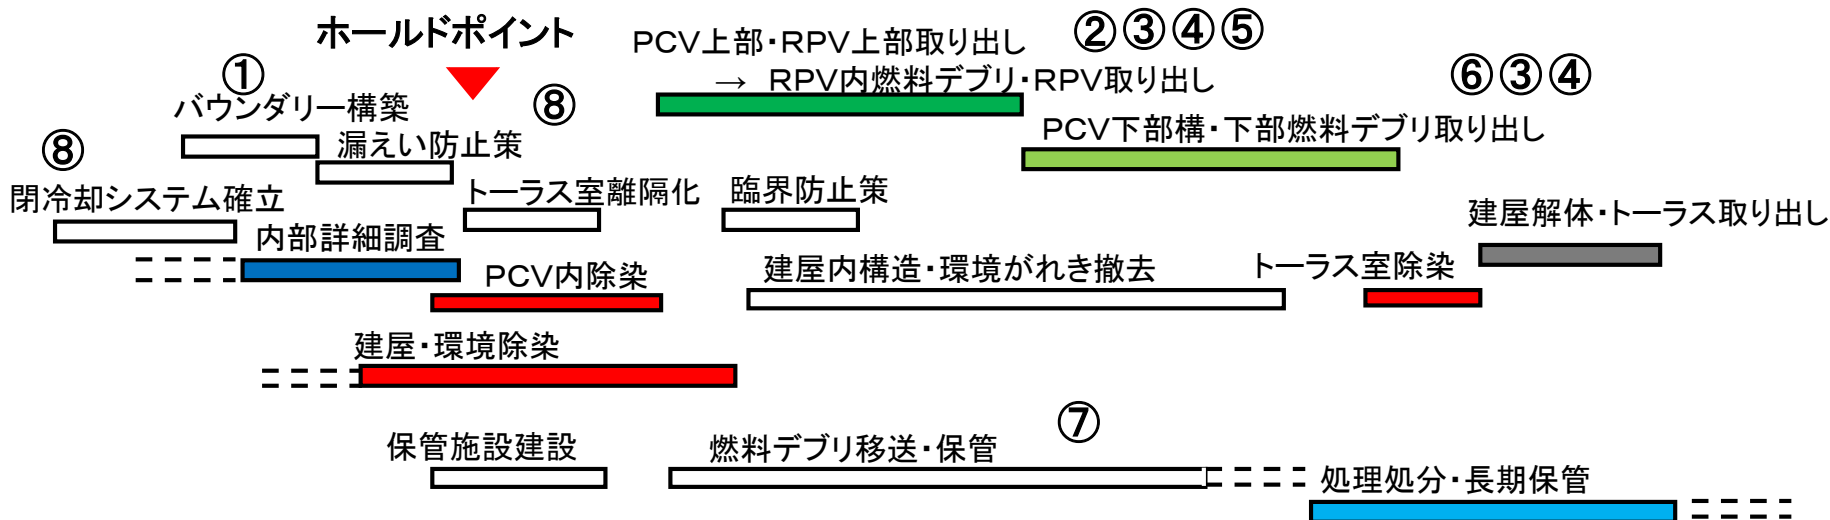 ホールドポイント
PCV上部・RPV上部取り出し
→ RPV内燃料デブリ・RPV取り出し
②③④⑤
⑥③④
①
バウンダリー構築
⑧
漏えい防止策
PCV下部構・下部燃料デブリ取り出し
⑧
閉冷却システム確立
トーラス室離隔化
臨界防止策
建屋解体・トーラス取り出し
内部詳細調査
PCV内除染
建屋内構造・環境がれき撤去
トーラス室除染
建屋・環境除染
保管施設建設
燃料デブリ移送・保管
⑦
処理処分・長期保管